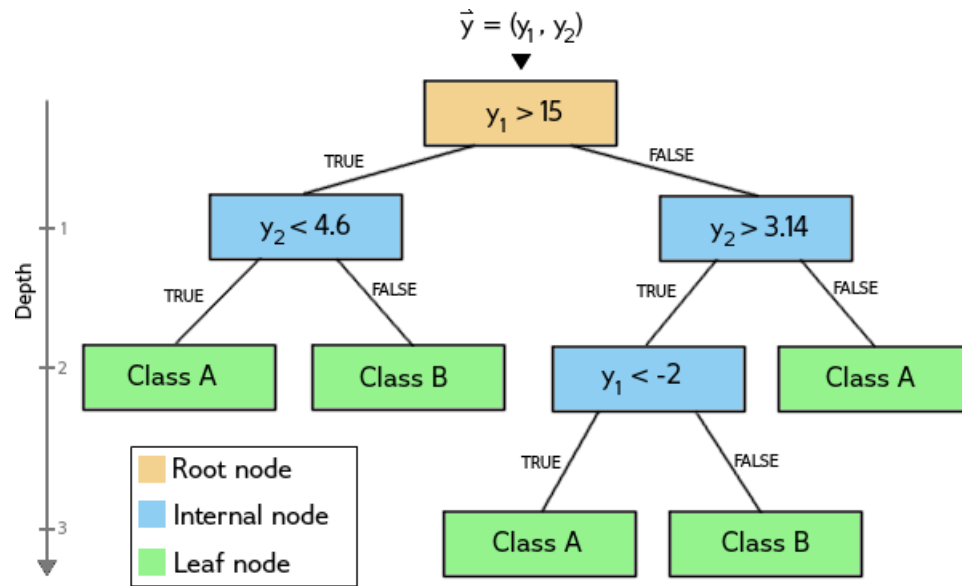 y⃗ = (y₁, y₂)
y₁ > 15
TRUE
FALSE
y₂ < 4.6
y₂ > 3.14
Depth
1
TRUE
FALSE
TRUE
FALSE
2
Class A
Class B
y₁ < -2
Class A
TRUE
FALSE
Root node
Internal node
Leaf node
3
Class A
Class B